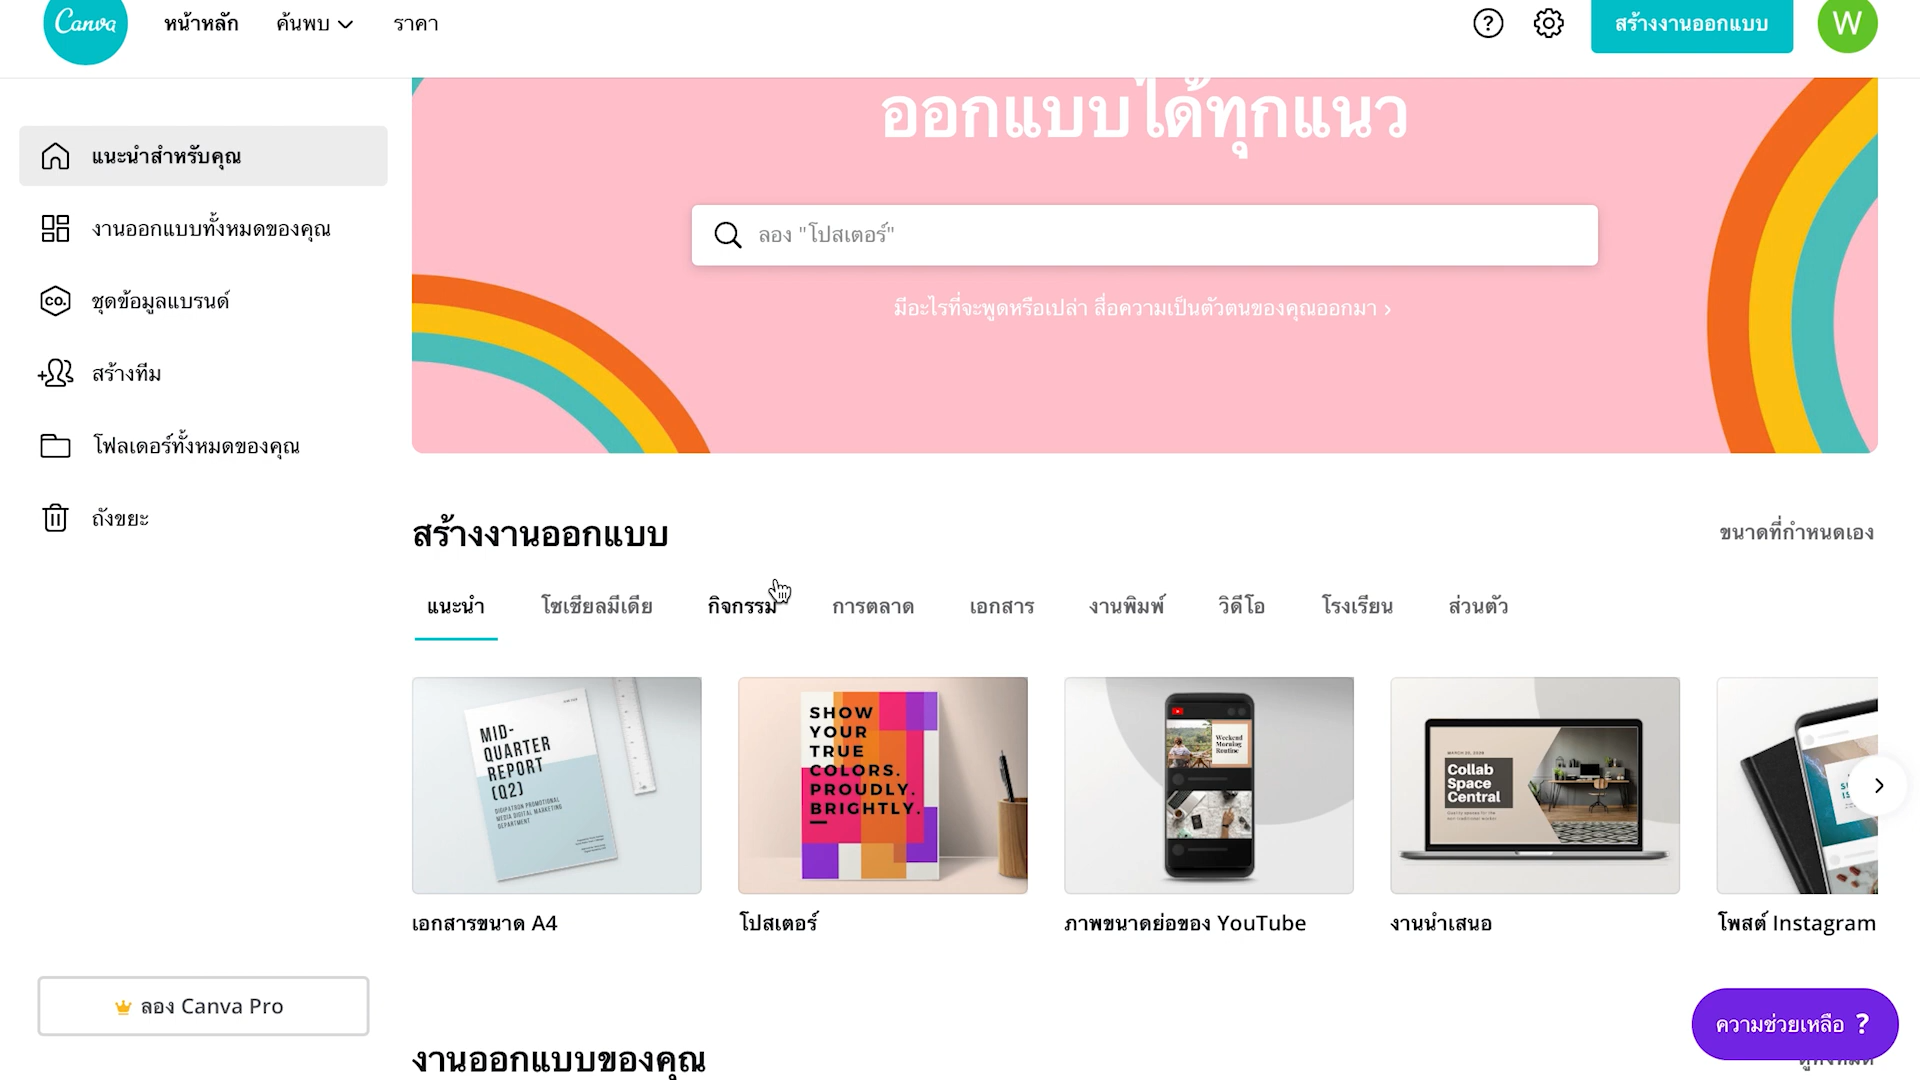 Canva
หน้าหลัก
ค้นพบ
ราคา
สร้างงานออกแบบ
W
แนะนำสำหรับคุณ
งานออกแบบทั้งหมดของคุณ
CO.
ชุดข้อมูลแบรนด์
สร้างทีม
โฟลเดอร์ทั้งหมดของคุณ
ถังขยะ
ลอง Canva Pro
ออกแบบได้ทุกแนว
ลอง "โปสเตอร์"
มีอะไรที่จะพูดหรือเปล่า สื่อความเป็นตัวตนของคุณออกมา ›
สร้างงานออกแบบ
ขนาดที่กำหนดเอง
แนะนำ
โซเชียลมีเดีย
กิจกรรม
การตลาด
เอกสาร
งานพิมพ์
วิดีโอ
โรงเรียน
ส่วนตัว
MID-
QUARTER
REPORT
(Q2)
DIGIPATRON PROMOTIONAL
MEDIA DIGITAL MARKETING
DEPARTMENT
SHOW
YOUR
TRUE
COLORS.
PROUDLY.
BRIGHTLY.
Weekend
Morning
Routine
Collab
Space
Central
เอกสารขนาด A4
โปสเตอร์
ภาพขนาดย่อของ YouTube
งานนำเสนอ
โพสต์ Instagram
งานออกแบบของคุณ
ความช่วยเหลือ ?